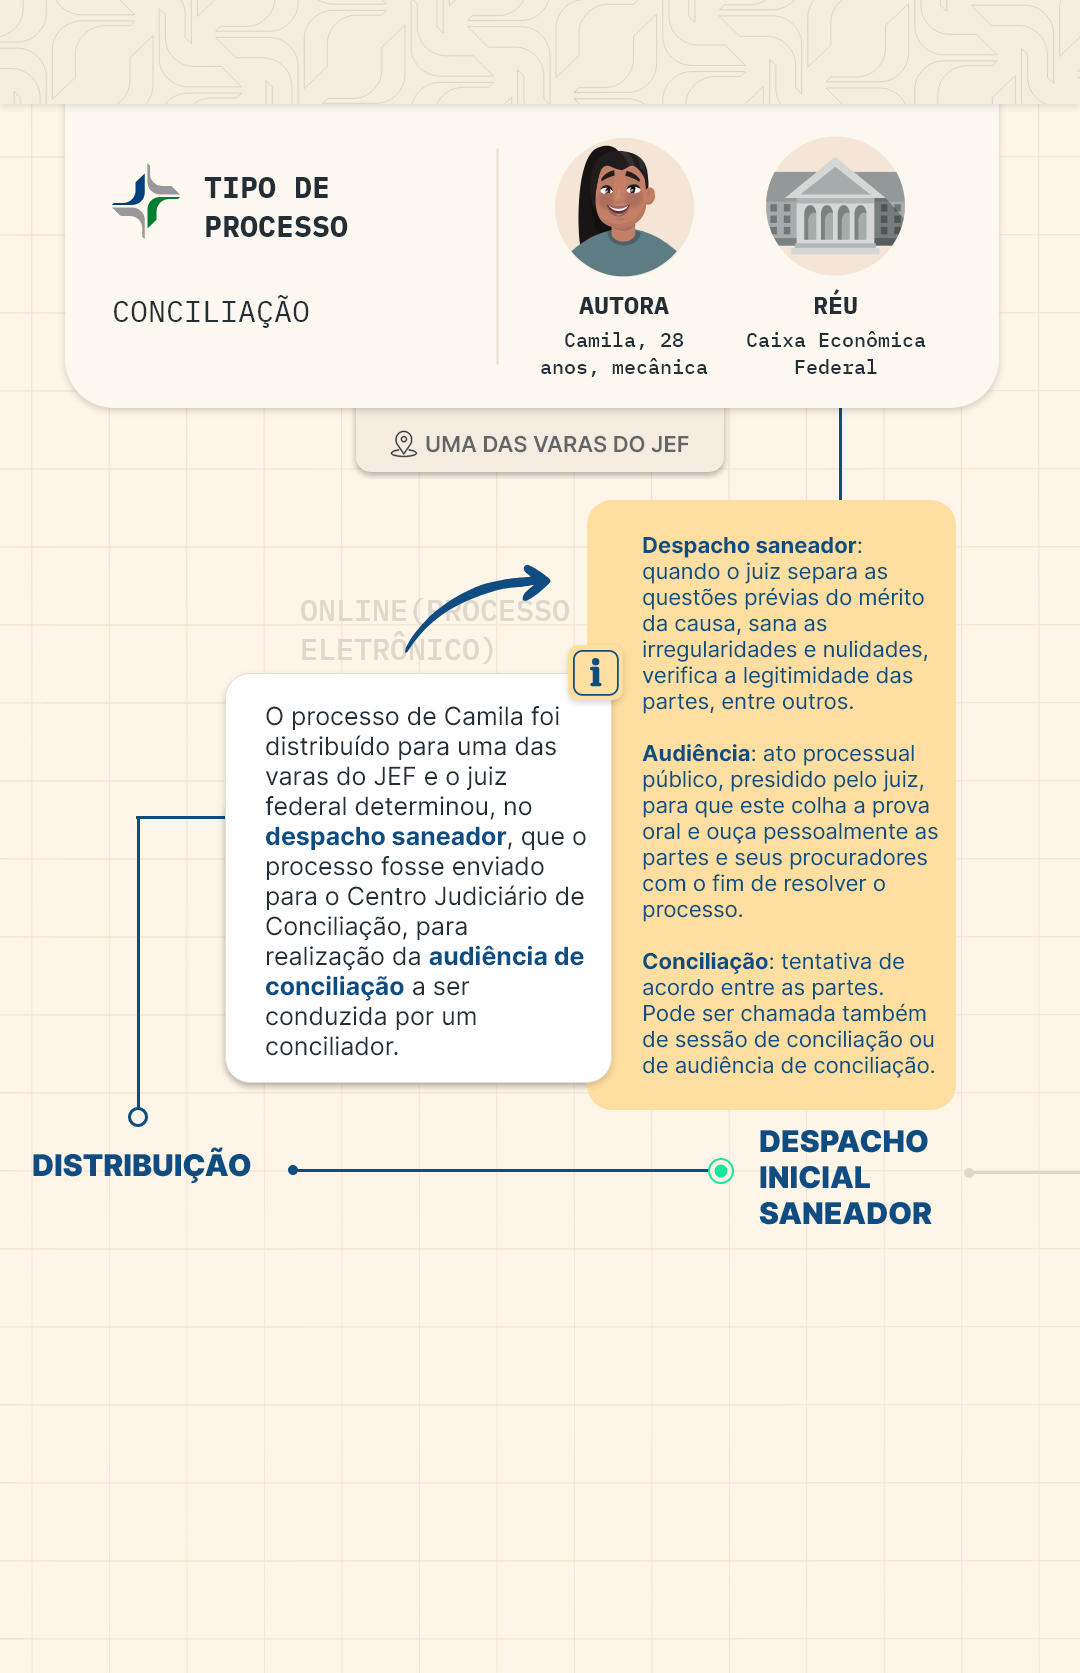 TIPO DE
PROCESSO
CONCILIAÇÃO
AUTORA
Camila, 28
anos, mecânica
RÉU
Caixa Econômica
Federal
UMA DAS VARAS DO JEF
ONLINE(PROCESSO
ELETRÔNICO)
O processo de Camila foi
distribuído para uma das
varas do JEF e o juiz
federal determinou, no
despacho saneador, que o
processo fosse enviado
para o Centro Judiciário de
Conciliação, para
realização da audiência de
conciliação a ser
conduzida por um
conciliador.
i
Despacho saneador:
quando o juiz separa as
questões prévias do mérito
da causa, sana as
irregularidades e nulidades,
verifica a legitimidade das
partes, entre outros.
Audiência: ato processual
público, presidido pelo juiz,
para que este colha a prova
oral e ouça pessoalmente as
partes e seus procuradores
com o fim de resolver o
processo.
Conciliação: tentativa de
acordo entre as partes.
Pode ser chamada também
de sessão de conciliação ou
de audiência de conciliação.
DISTRIBUIÇÃO
DESPACHO
INICIAL
SANEADOR